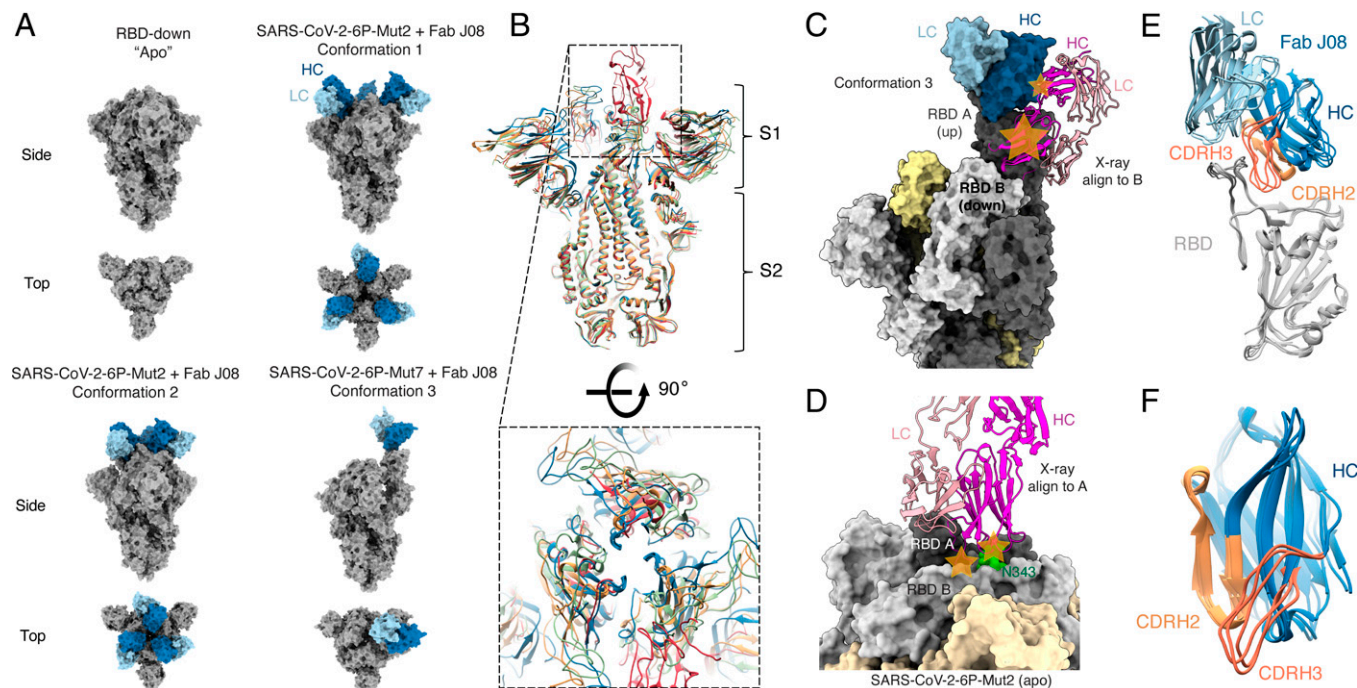 A
RBD-down
“Apo”
SARS-CoV-2-6P-Mut2 + Fab J08
Conformation 1
HC
LC
Side
Top
SARS-CoV-2-6P-Mut2 + Fab J08
Conformation 2
SARS-CoV-2-6P-Mut7 + Fab J08
Conformation 3
Side
Top
B
S1
S2
90°
C
LC
HC
HC
LC
Conformation 3
RBD A
(up)
RBD B
(down)
X-ray
align to B
D
LC
HC
X-ray
align to A
RBD A
N343
RBD B
SARS-CoV-2-6P-Mut2 (apo)
E
LC
Fab J08
HC
CDRH3
CDRH2
RBD
F
HC
CDRH2
CDRH3